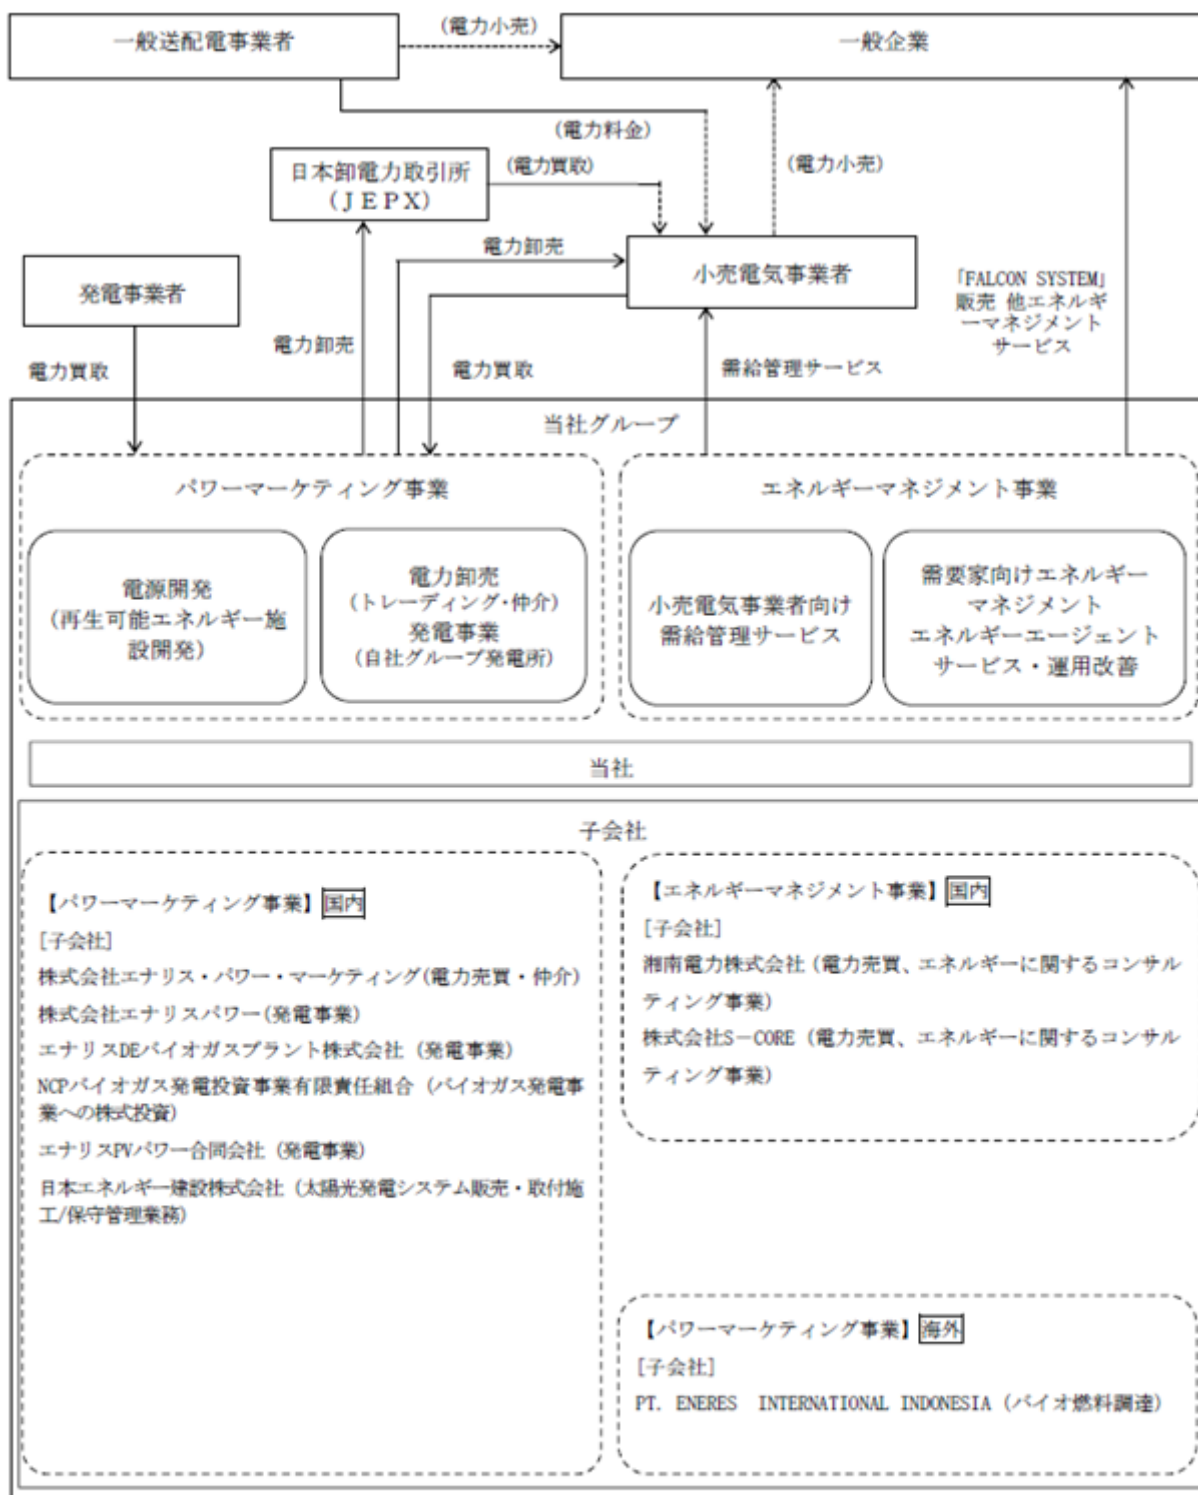 一般送配電事業者
(電力小売)
一般企業
(電力料金)
日本卸電力取引所
(ＪＥＰＸ)
(電力買取)
(電力小売)
電力卸売
小売電気事業者
発電事業者
「FALCON SYSTEM」
販売 他エネルギ
ーマネジメント
サービス
電力卸売
電力買取
電力買取
需給管理サービス
当社グループ
パワーマーケティング事業
エネルギーマネジメント事業
電源開発
(再生可能エネルギー施
設開発)
電力卸売
(トレーディング・仲介)
発電事業
(自社グループ発電所)
小売電気事業者向け
需給管理サービス
需要家向けエネルギー
マネジメント
エネルギーエージェント
サービス・運用改善
当社
子会社
【パワーマーケティング事業】国内
[子会社]
株式会社エナリス・パワー・マーケティング(電力売買・仲介)
株式会社エナリスパワー(発電事業)
エナリスDEバイオガスプラント株式会社（発電事業）
NCPバイオガス発電投資事業有限責任組合（バイオガス発電事
業への株式投資)
エナリスPVパワー合同会社（発電事業）
日本エネルギー建設株式会社（太陽光発電システム販売・取付施
工/保守管理業務)
【エネルギーマネジメント事業】国内
[子会社]
湘南電力株式会社（電力売買、エネルギーに関するコンサル
ティング事業）
株式会社S－CORE（電力売買、エネルギーに関するコンサル
ティング事業）
【パワーマーケティング事業】海外
[子会社]
PT. ENERES　INTERNATIONAL INDONESIA（バイオ燃料調達）